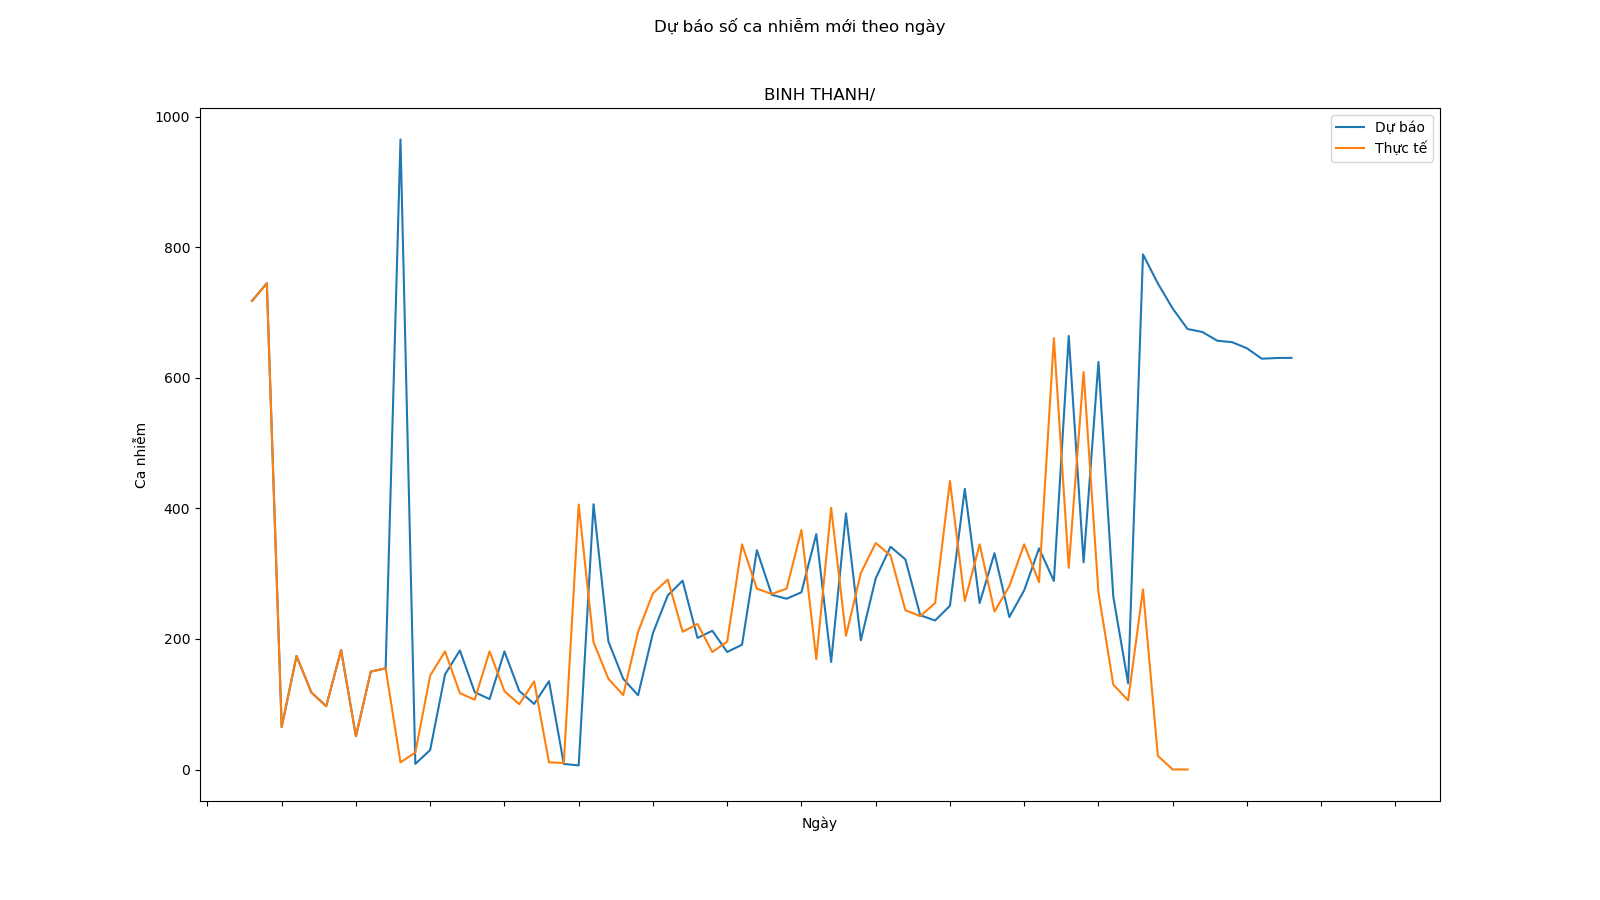 Dự báo số ca nhiễm mới theo ngày
BINH THANH/
1000
800
600
400
200
0
Ca nhiễm
Dự báo
Thực tế
Ngày